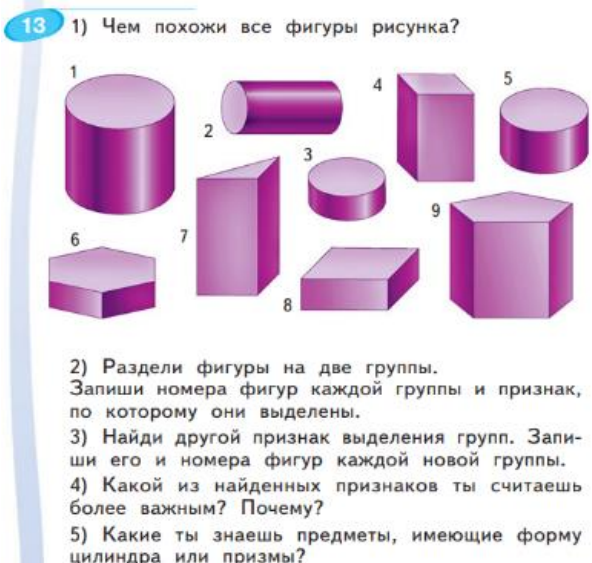 13 1) Чем похожи все фигуры рисунка?
1
4
5
2
3
9
6
7
8
2) Раздели фигуры на две группы.
Запиши номера фигур каждой группы и признак,
по которому они выделены.
3) Найди другой признак выделения групп. Запи-
ши его и номера фигур каждой новой группы.
4) Какой из найденных признаков ты считаешь
более важным? Почему?
5) Какие ты знаешь предметы, имеющие форму
цилиндра или призмы?